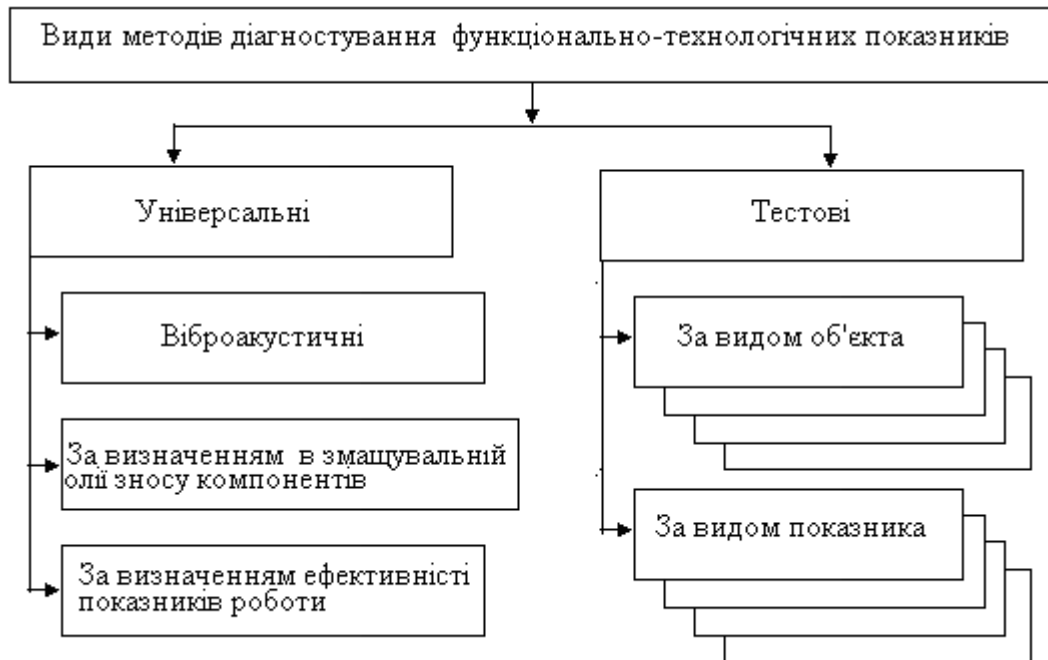 Види методів діагностування функціонально-технологічних показників
Універсальні
Тестові
Віброакустичні
За видом об'єкта
За визначенням в змащувальній
олії зносу компонентів
За видом показника
За визначенням ефективністі
показників роботи